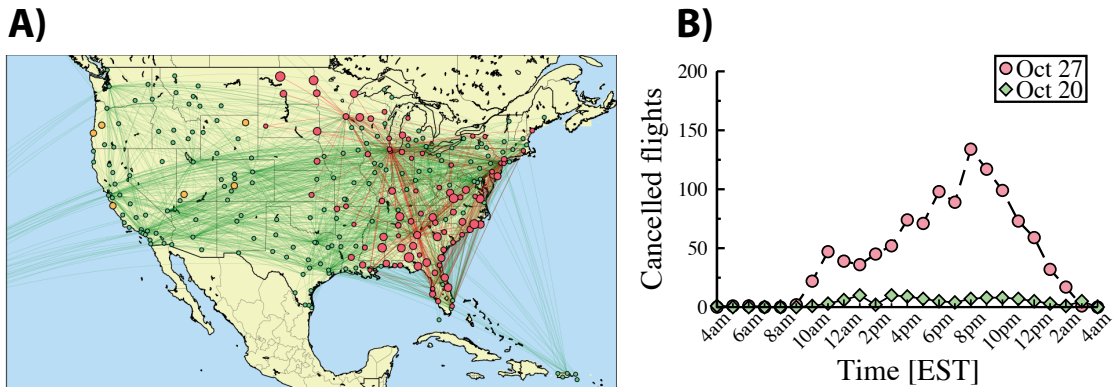 A)
B)
200
150
100
50
0
Cancelled flights
Oct 27
Oct 20
4am
6am
8am
10am
12am
2pm
4pm
6pm
8pm
10pm
12pm
2am
4am
Time [EST]